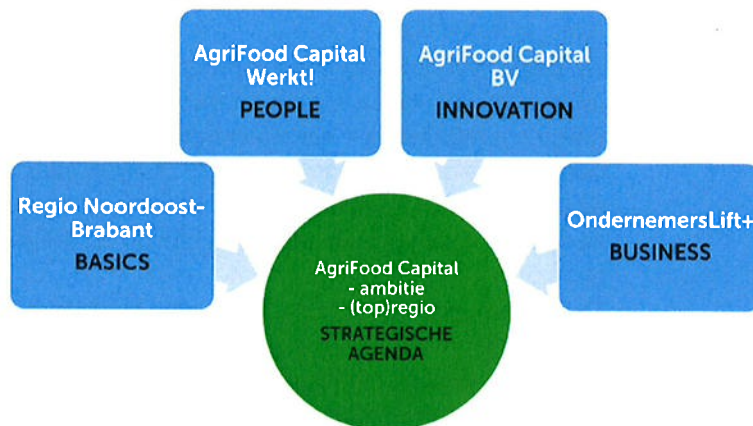 AgriFood Capital
Werkt!
PEOPLE
AgriFood Capital
BV
INNOVATION
Regio Noordoost-
Brabant
BASICS
OndernemersLift+
BUSINESS
AgriFood Capital
- ambitie
- (top)regio
STRATEGISCHE
AGENDA